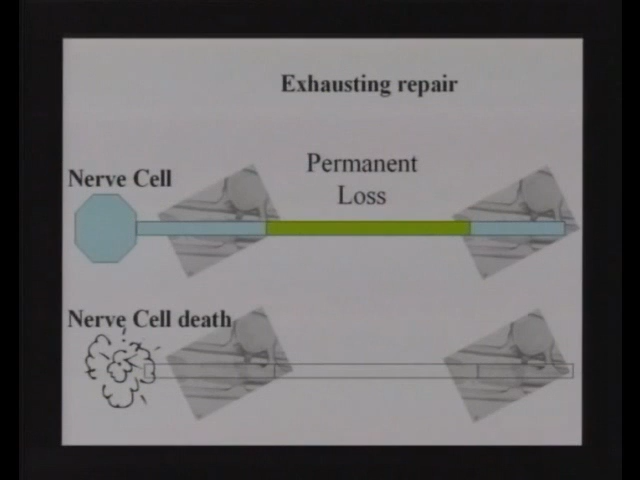 Exhausting repair
Permanent
Loss
Nerve Cell
Nerve Cell death